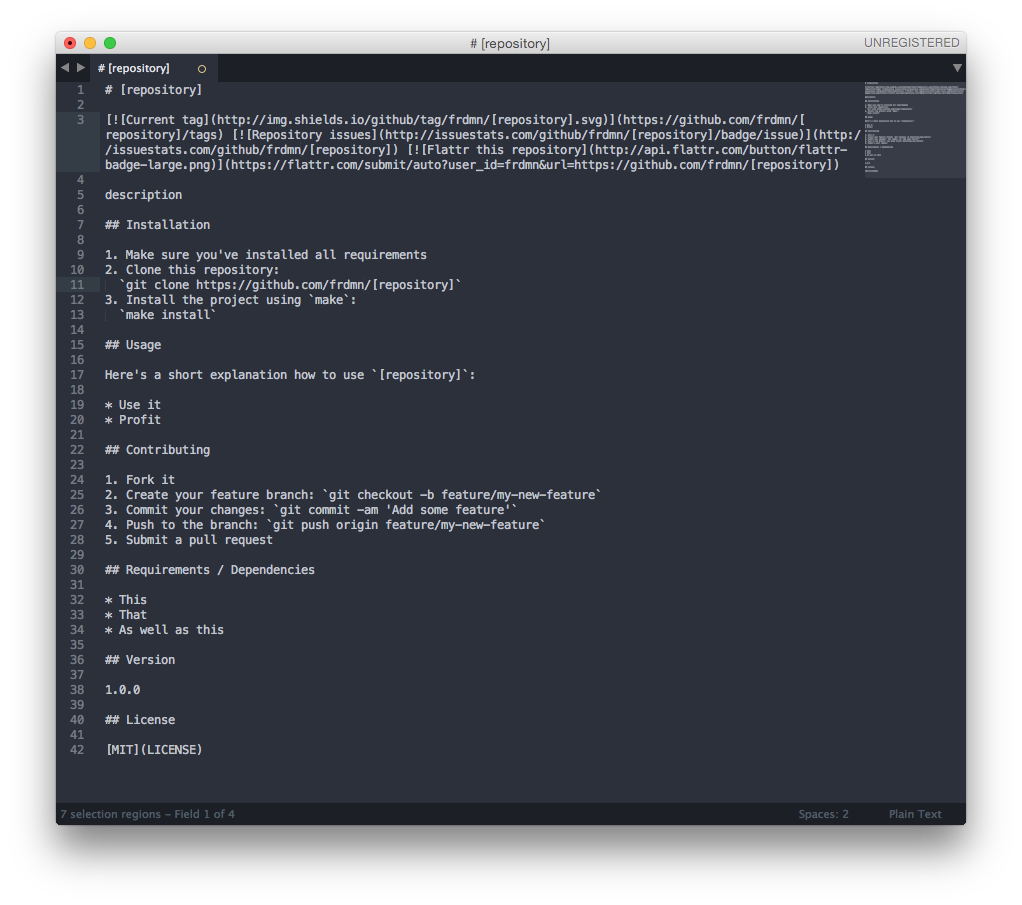 # [repository]
UNREGISTERED
# [repository]
1 # [repository]
2
3 [![Current tag](http://img.shields.io/github/tag/frdmn/[repository].svg)](https://github.com/frdmn/[
repository]/tags) [![Repository issues](http://issuestats.com/github/frdmn/[repository]/badge/issue)](http:/
/issuestats.com/github/frdmn/[repository]) [![Flattr this repository](http://api.flattr.com/button/flattr-
badge-large.png)](https://flattr.com/submit/auto?user_id=frdmn&url=https://github.com/frdmn/[repository])
4
5 description
6
7 ## Installation
8
9 1. Make sure you've installed all requirements
10 2. Clone this repository:
11 `git clone https://github.com/frdmn/[repository]`
12 3. Install the project using `make`:
13 `make install`
14
15 ## Usage
16
17 Here's a short explanation how to use `[repository]`:
18
19 * Use it
20 * Profit
21
22 ## Contributing
23
24 1. Fork it
25 2. Create your feature branch: `git checkout -b feature/my-new-feature`
26 3. Commit your changes: `git commit -am 'Add some feature'`
27 4. Push to the branch: `git push origin feature/my-new-feature`
28 5. Submit a pull request
29
30 ## Requirements / Dependencies
31
32 * This
33 * That
34 * As well as this
35
36 ## Version
37
38 1.0.0
39
40 ## License
41
42 [MIT](LICENSE)
7 selection regions – Field 1 of 4
Spaces: 2
Plain Text